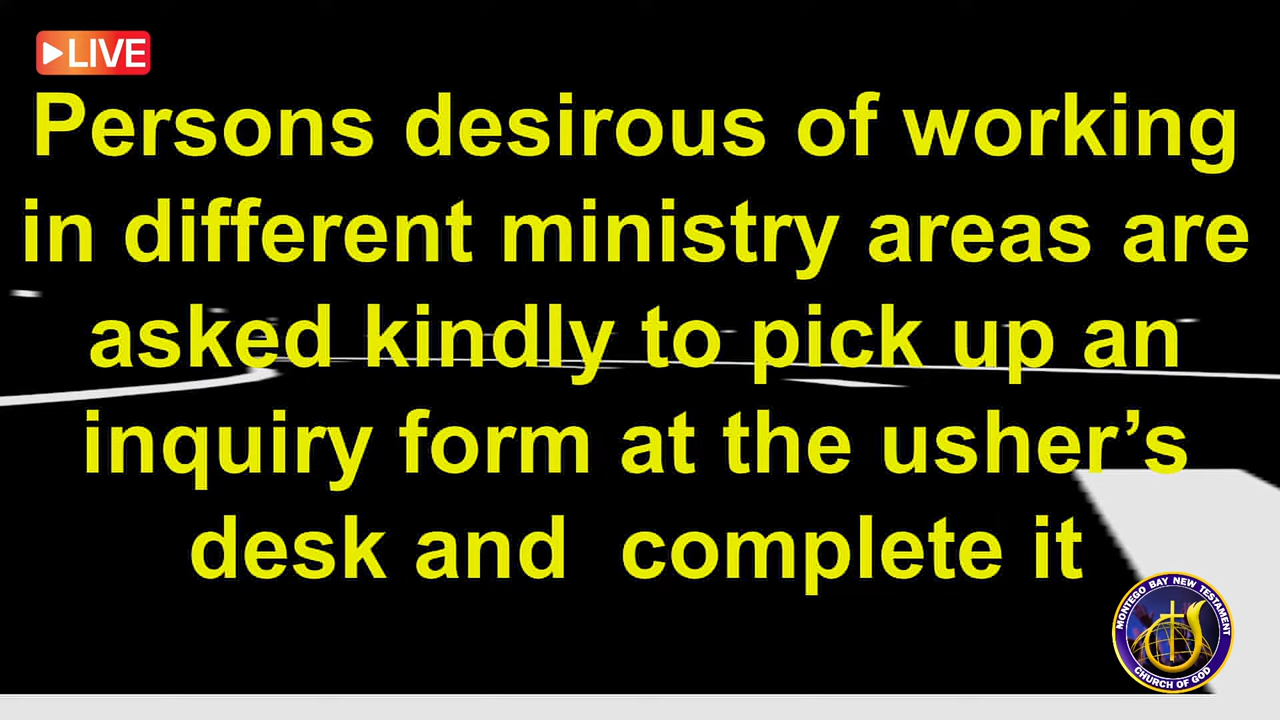 LIVE
Persons desirous of working
in different ministry areas are
asked kindly to pick up an
inquiry form at the usher’s
desk and  complete it
MONTEGO BAY NEW TESTAMENT
CHURCH OF GOD